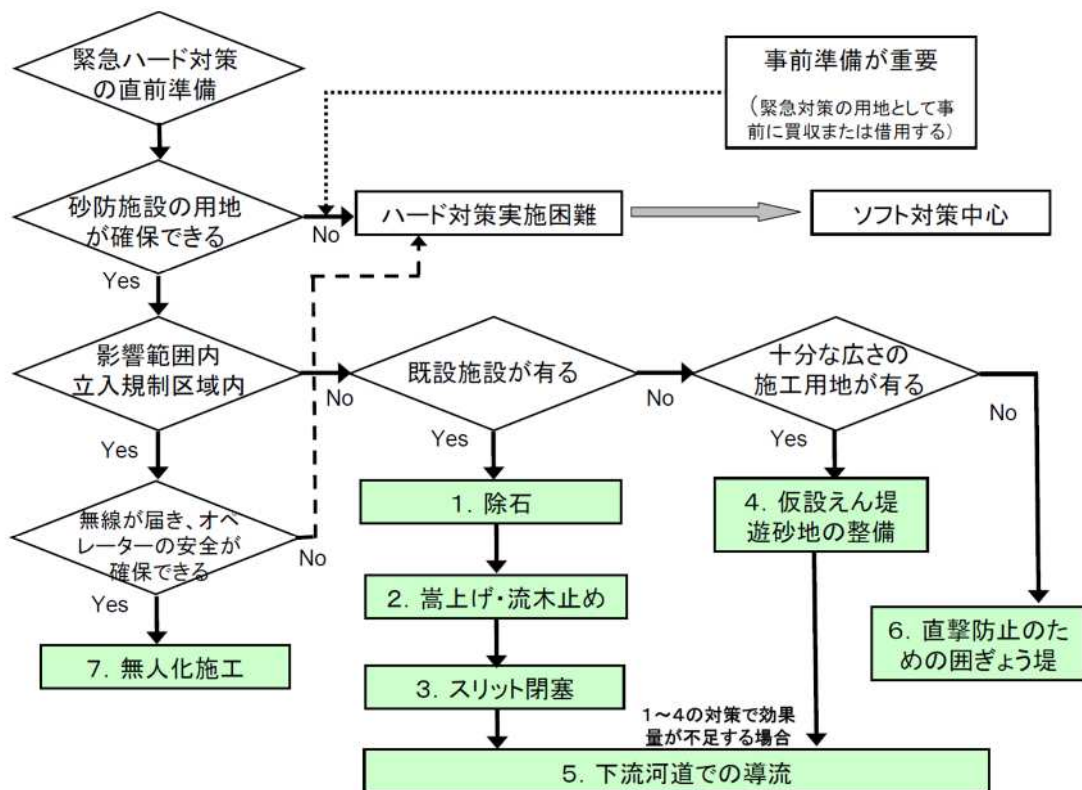 緊急ハード対策
の直前準備
事前準備が重要
（緊急対策の用地として事
前に買収または借用する）
砂防施設の用地
が確保できる
No
ハード対策実施困難
ソフト対策中心
Yes
影響範囲内
立入規制区域内
No
既設施設が有る
No
十分な広さの
施工用地が有る
No
Yes
Yes
Yes
無線が届き、オペ
レーターの安全が
確保できる
No
Yes
1．除石
4．仮設えん堤
遊砂地の整備
2．嵩上げ・流木止め
6．直撃防止のた
めの囲ぎょう堤
7．無人化施工
3．スリット閉塞
1～4の対策で効果
量が不足する場合
5．下流河道での導流